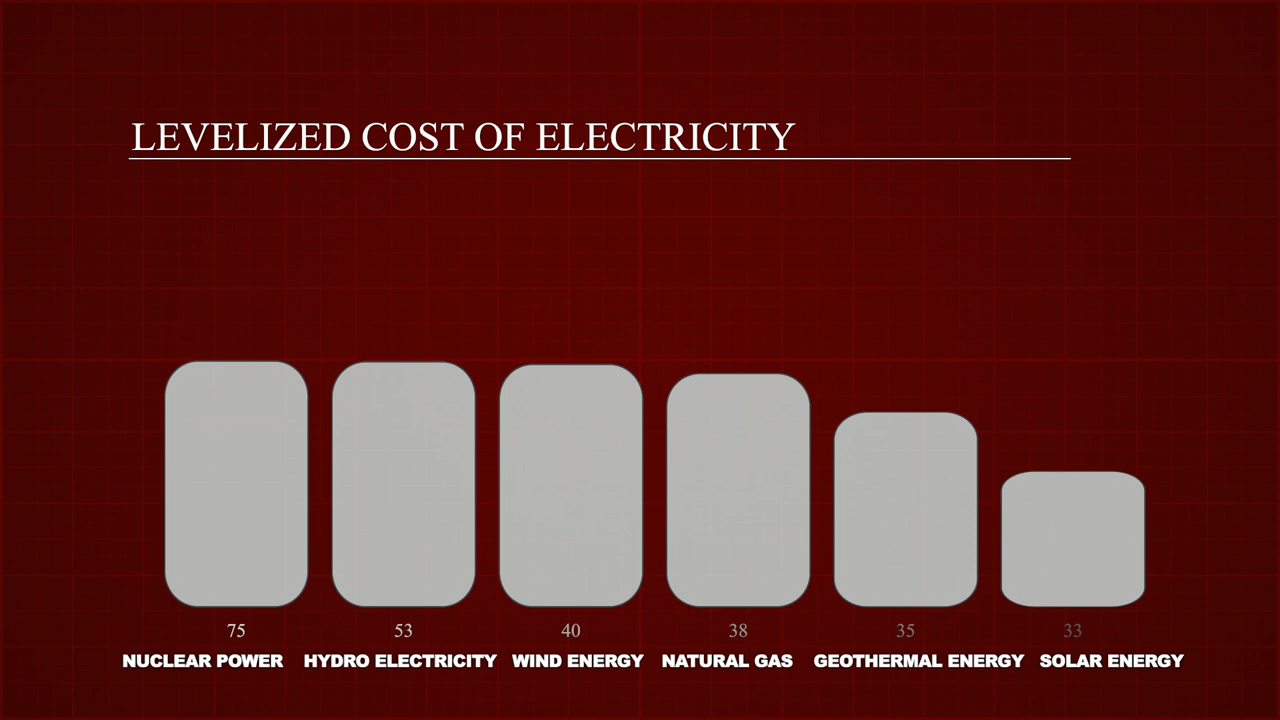 LEVELIZED COST OF ELECTRICITY
75 53 40 38 35 33
NUCLEAR POWER HYDRO ELECTRICITY WIND ENERGY NATURAL GAS GEOTHERMAL ENERGY SOLAR ENERGY